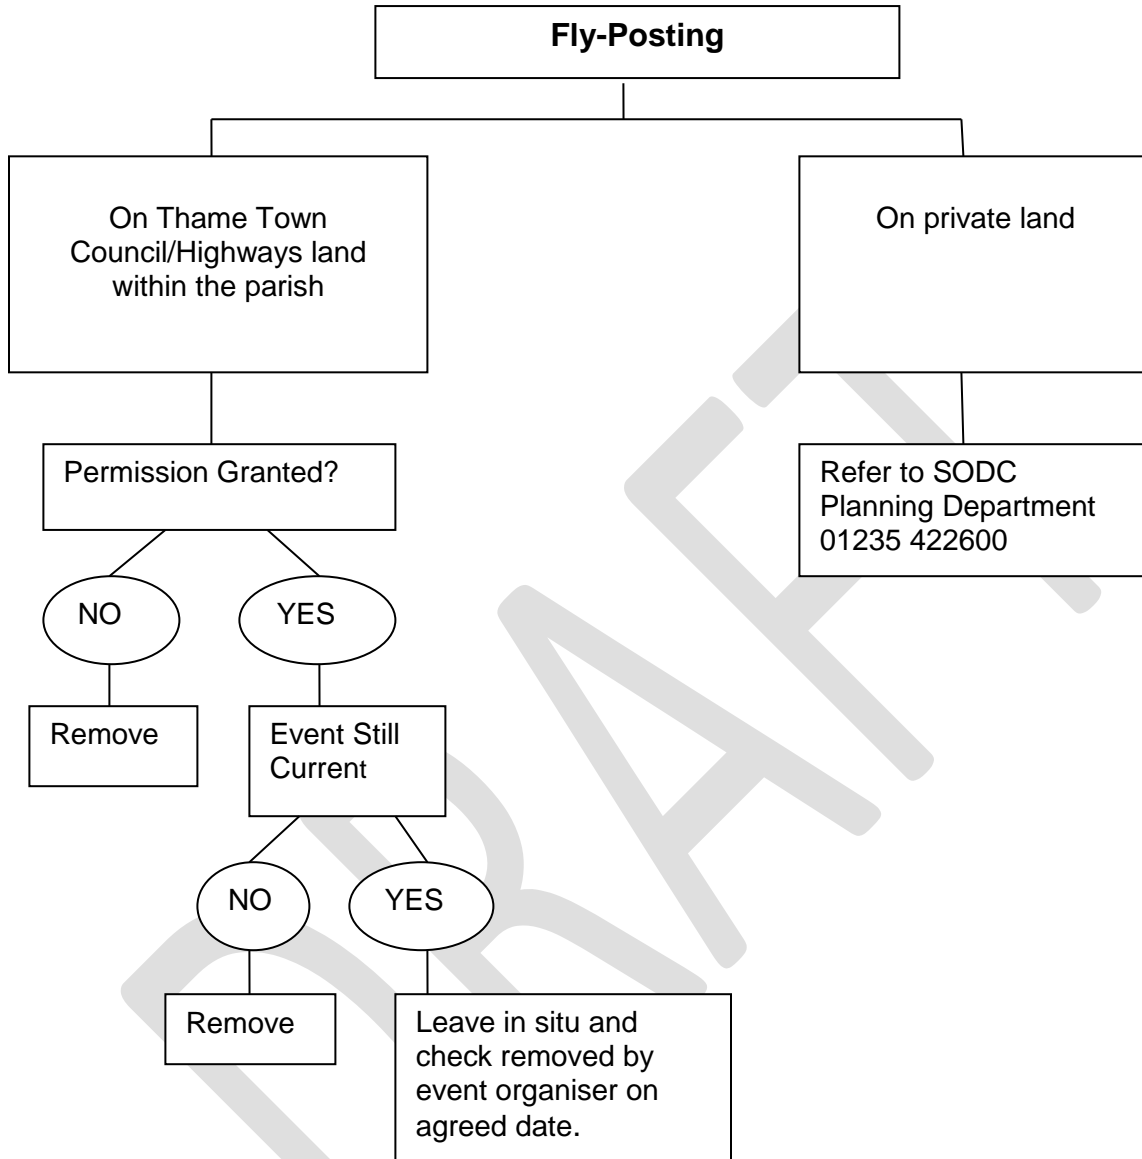 Fly-Posting
On Thame Town
Council/Highways land
within the parish
On private land
Permission Granted?
Refer to SODC
Planning Department
01235 422600
NO
YES
Remove
Event Still
Current
NO
YES
Remove
Leave in situ and
check removed by
event organiser on
agreed date.
DRAFT